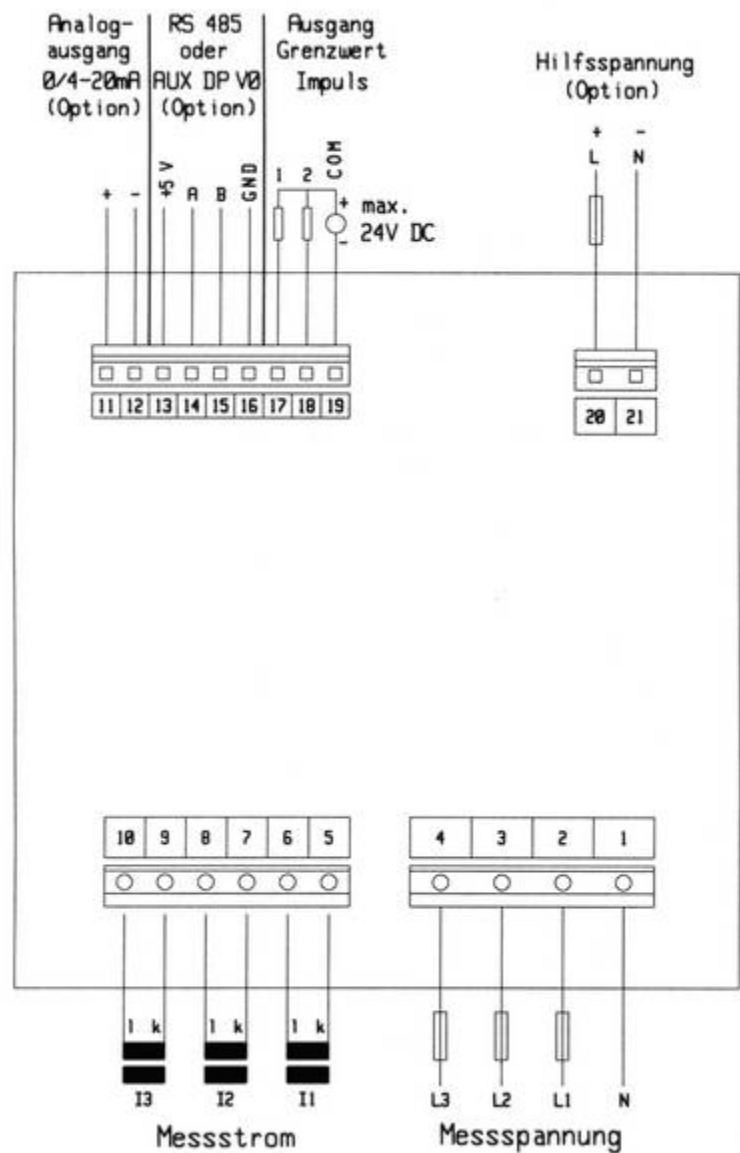 Analog-
ausgang
0/4-20mA
(Option)
RS 485
oder
AUX DP V0
(Option)
Ausgang
Grenzwert
Impuls
Hilfsspannung
(Option)
+ -
L N
+ - +5 V A B GND 1 2 COM
+ max.
- 24V DC
11 12 13 14 15 16 17 18 19
20 21
10 9 8 7 6 5
4 3 2 1
l k l k l k
I3 I2 I1
L3 L2 L1 N
Messstrom
Messspannung